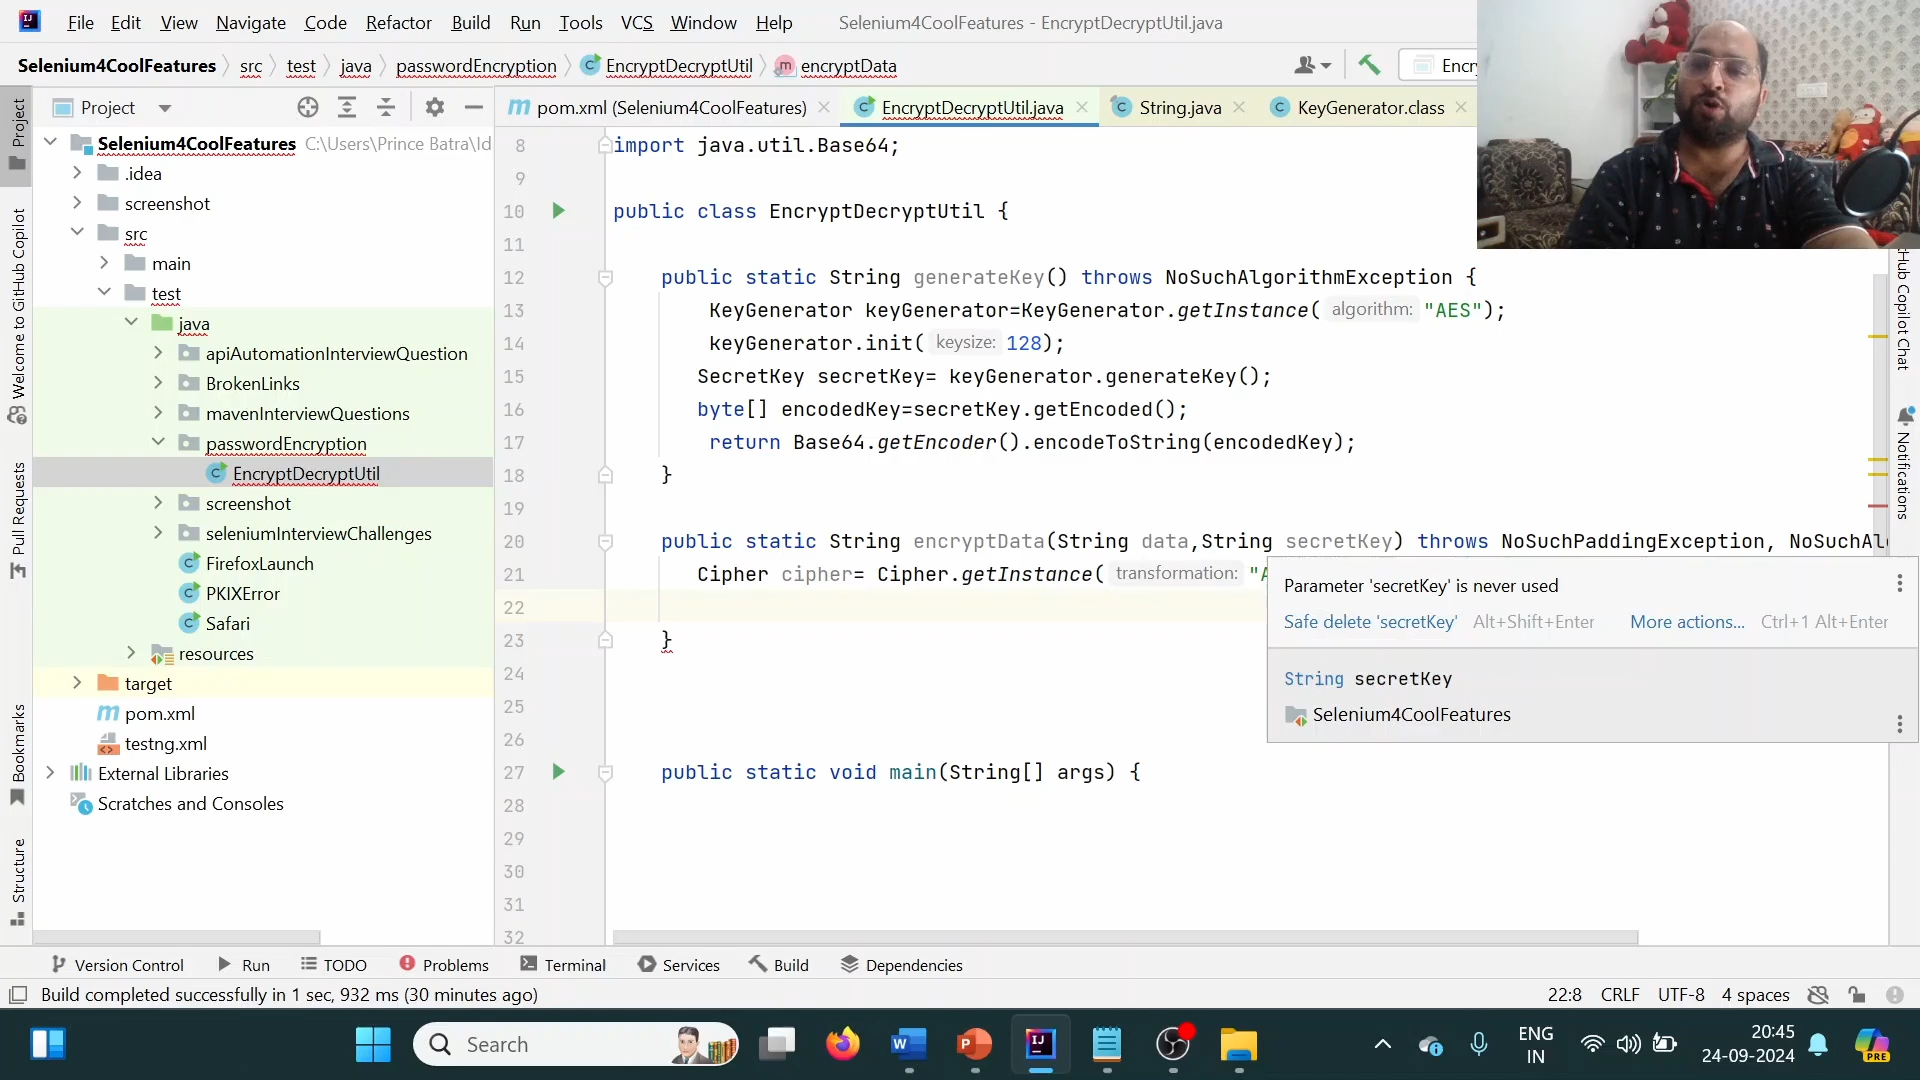 File Edit View Navigate Code Refactor Build Run Tools VCS Window Help Selenium4CoolFeatures - EncryptDecryptUtil.java
Selenium4CoolFeatures src test java passwordEncryption EncryptDecryptUtil encryptData
Project
pom.xml (Selenium4CoolFeatures) EncryptDecryptUtil.java String.java KeyGenerator.class
Selenium4CoolFeatures C:\Users\Prince Batra\Id
.idea
screenshot
src
main
test
java
apiAutomationInterviewQuestion
BrokenLinks
mavenInterviewQuestions
passwordEncryption
EncryptDecryptUtil
screenshot
seleniumInterviewChallenges
FirefoxLaunch
PKIXError
Safari
resources
target
pom.xml
testng.xml
External Libraries
Scratches and Consoles
Project
Welcome to GitHub Copilot
Pull Requests
Bookmarks
Structure
8 import java.util.Base64;
9
10 public class EncryptDecryptUtil {
11
12 public static String generateKey() throws NoSuchAlgorithmException {
13 KeyGenerator keyGenerator=KeyGenerator.getInstance( algorithm: "AES");
14 keyGenerator.init( keysize: 128);
15 SecretKey secretKey= keyGenerator.generateKey();
16 byte[] encodedKey=secretKey.getEncoded();
17 return Base64.getEncoder().encodeToString(encodedKey);
18 }
19
20 public static String encryptData(String data,String secretKey) throws NoSuchPaddingException, NoSuchAl
21 Cipher cipher= Cipher.getInstance( transformation: "A
22
23 }
24
25
26
27 public static void main(String[] args) {
28
29
30
31
32
Parameter 'secretKey' is never used
Safe delete 'secretKey' Alt+Shift+Enter More actions... Ctrl+1 Alt+Enter
String secretKey
Selenium4CoolFeatures
Hub Copilot Chat
Notifications
Version Control Run TODO Problems Terminal Services Build Dependencies
Build completed successfully in 1 sec, 932 ms (30 minutes ago) 22:8 CRLF UTF-8 4 spaces
Search
ENG
IN
20:45
24-09-2024
PRE